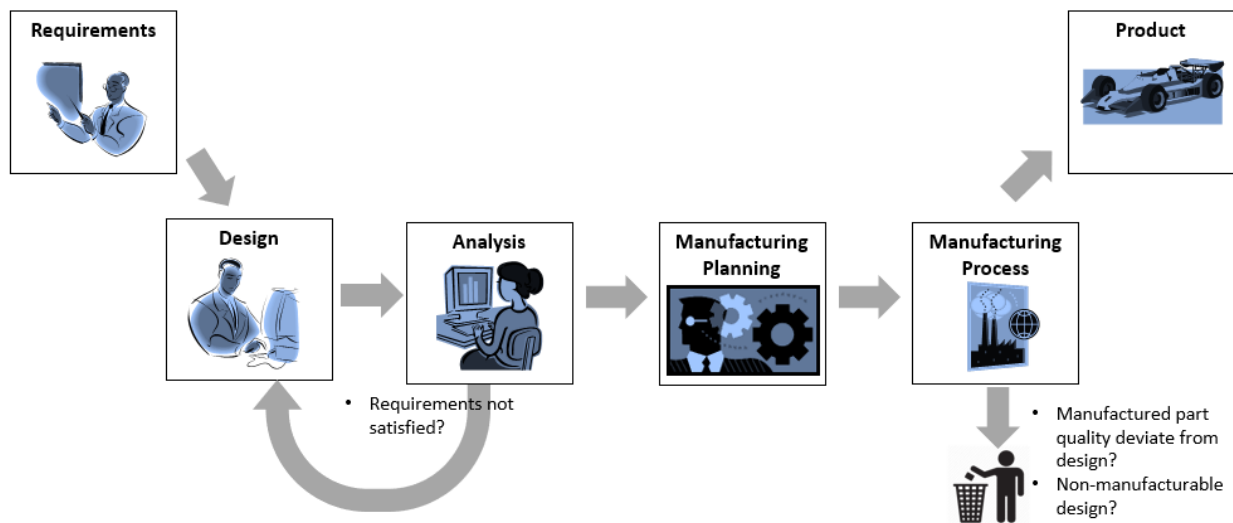 Requirements
Product
Design
Analysis
Manufacturing
Planning
Manufacturing
Process
• Requirements not
satisfied?
• Manufactured part
quality deviate from
design?
• Non-manufacturable
design?